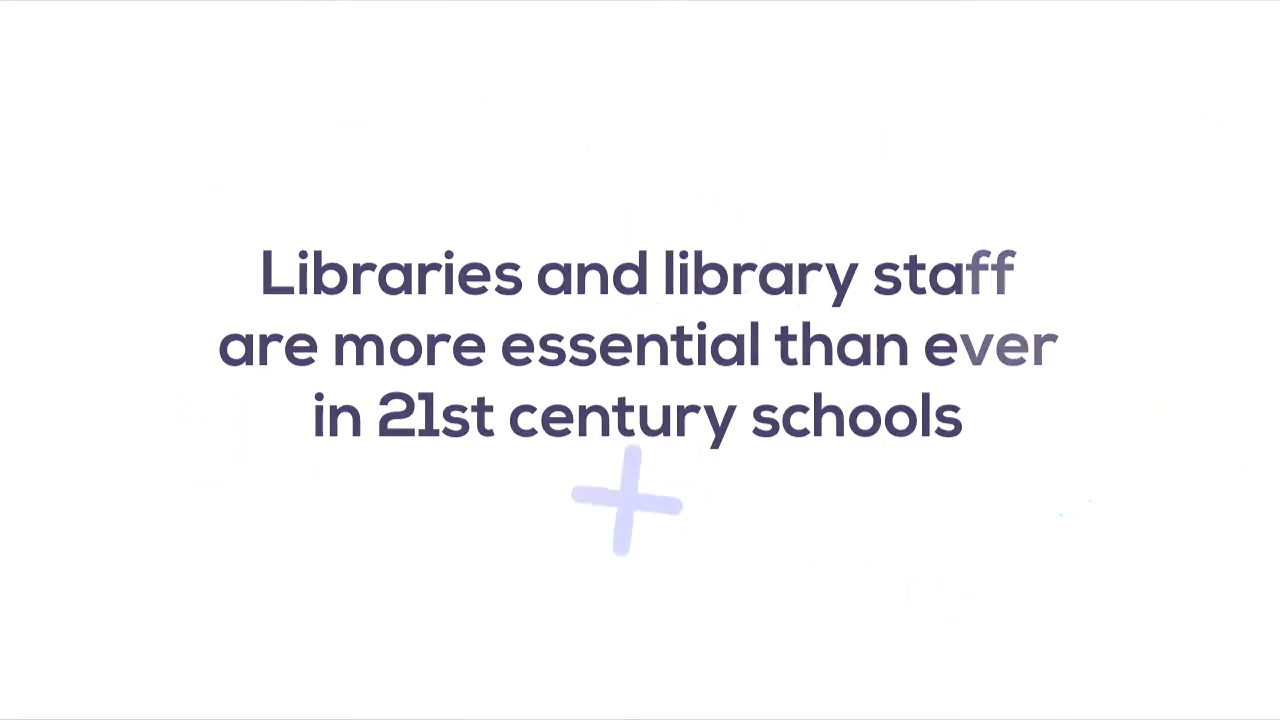 Libraries and library staff
are more essential than ever
in 21st century schools